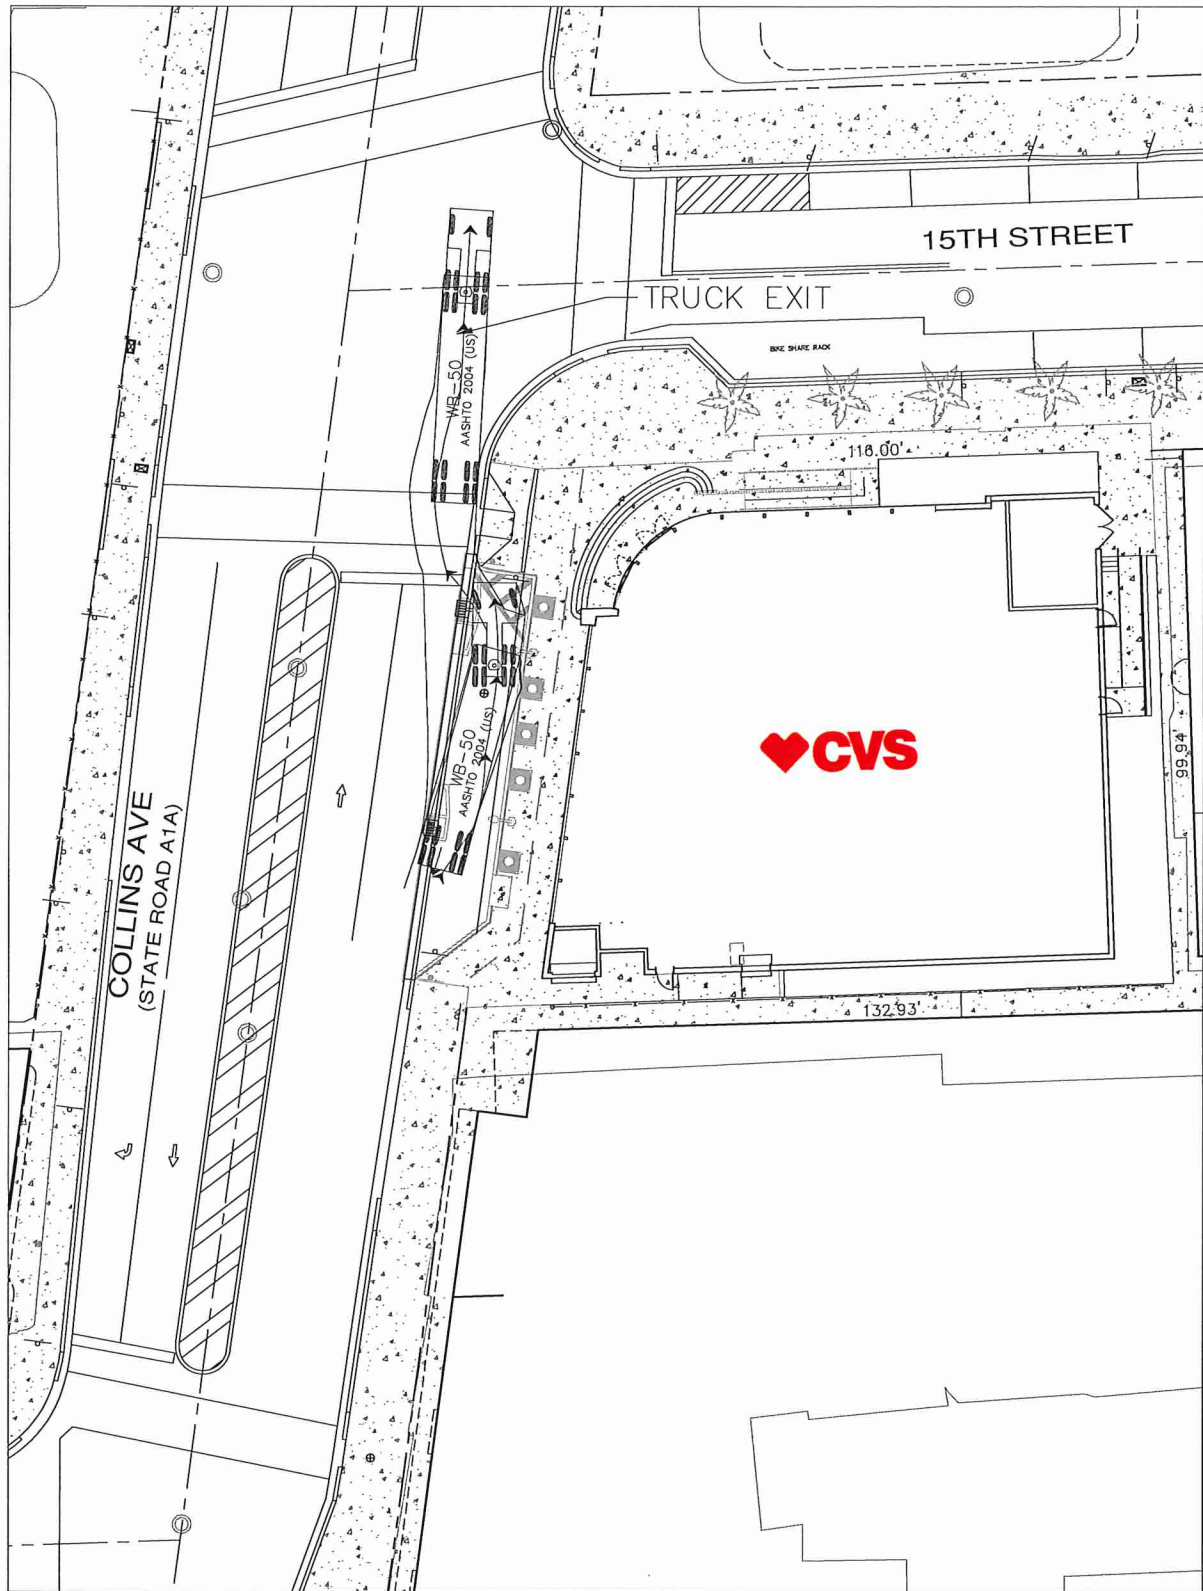 15TH STREET
TRUCK EXIT
BIKE SHARE RACK
WB-50
AASHTO 2004 (US)
116.00'
WB-50
AASHTO 2004 (US)
CVS
99.94'
COLLINS AVE
(STATE ROAD A1A)
132.93'